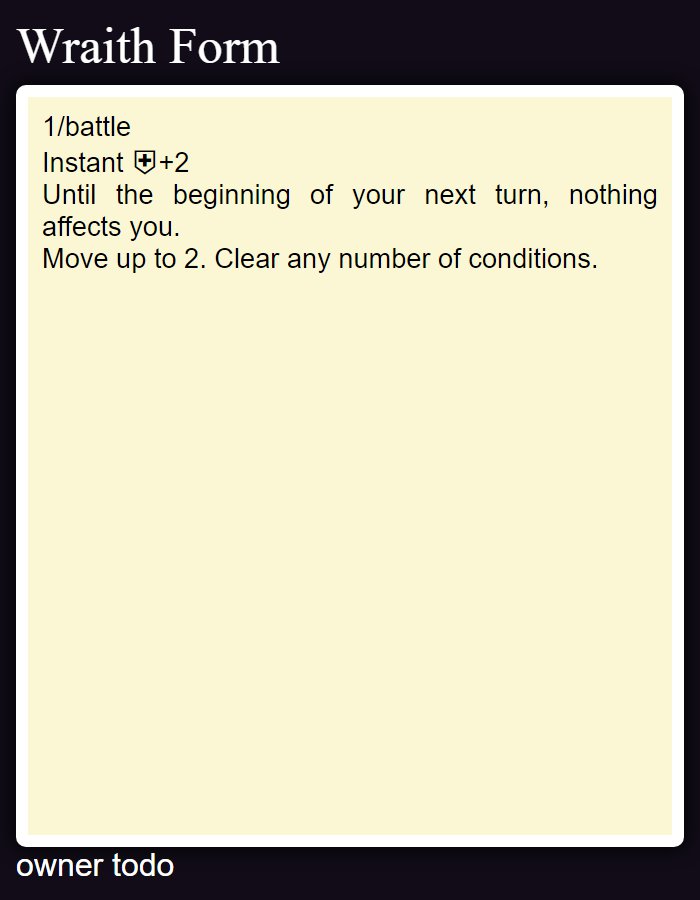 Wraith Form
1/battle
Instant ⛨+2
Until the beginning of your next turn, nothing
affects you.
Move up to 2. Clear any number of conditions.
owner todo